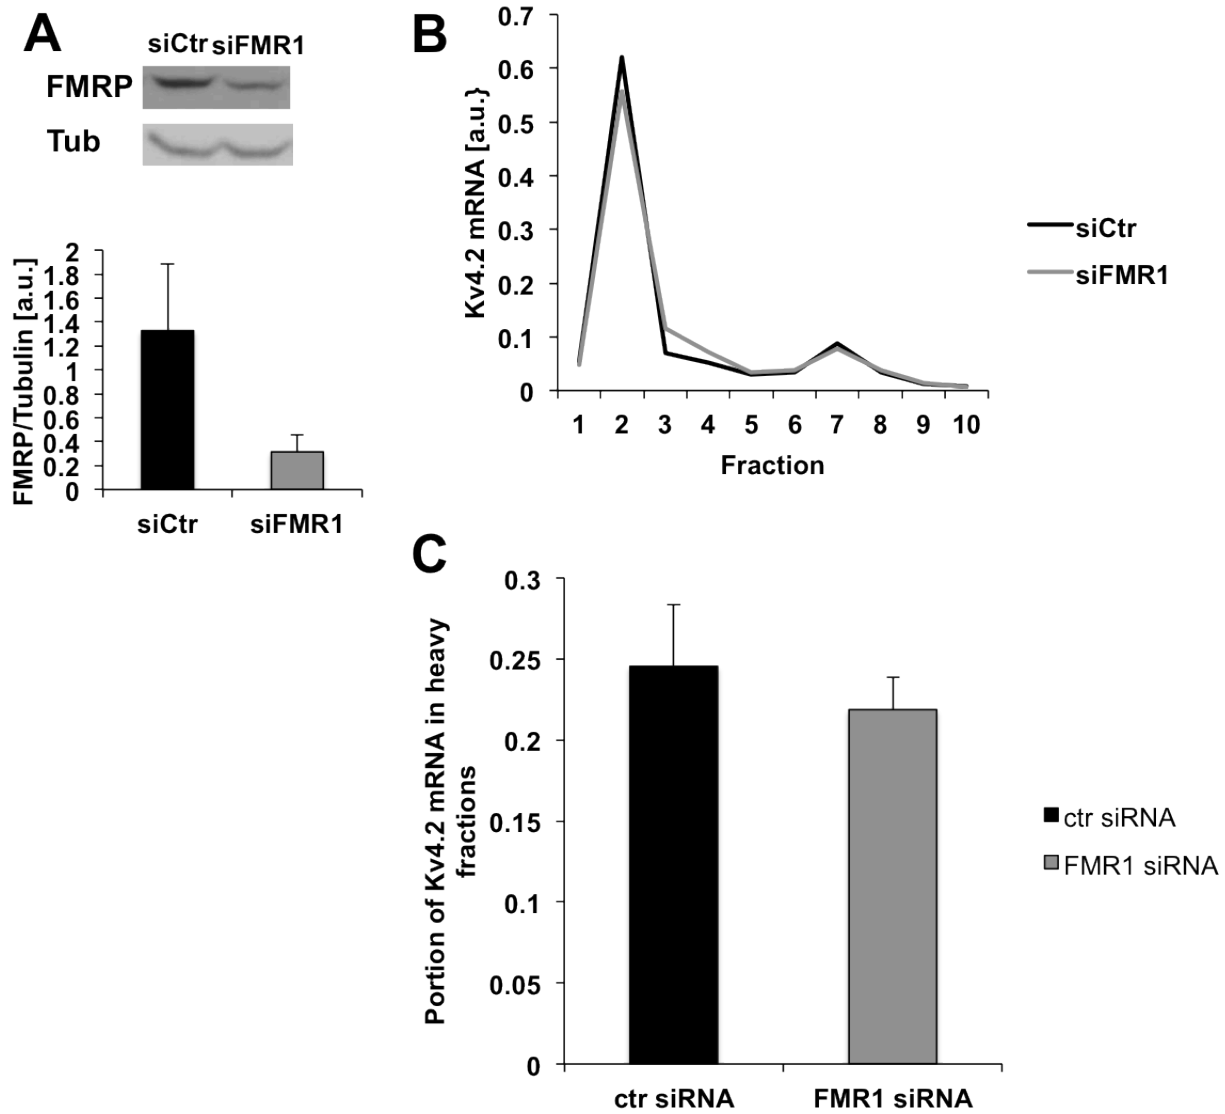 A
siCtr siFMR1
FMRP
Tub
FMRP/Tubulin [a.u.]
2
1.8
1.6
1.4
1.2
1
0.8
0.6
0.4
0.2
0
siCtr siFMR1
B
Kv4.2 mRNA [a.u.}
0.7
0.6
0.5
0.4
0.3
0.2
0.1
0
1 2 3 4 5 6 7 8 9 10
Fraction
siCtr
siFMR1
C
Portion of Kv4.2 mRNA in heavy
fractions
0.3
0.25
0.2
0.15
0.1
0.05
0
ctr siRNA FMR1 siRNA
ctr siRNA
FMR1 siRNA